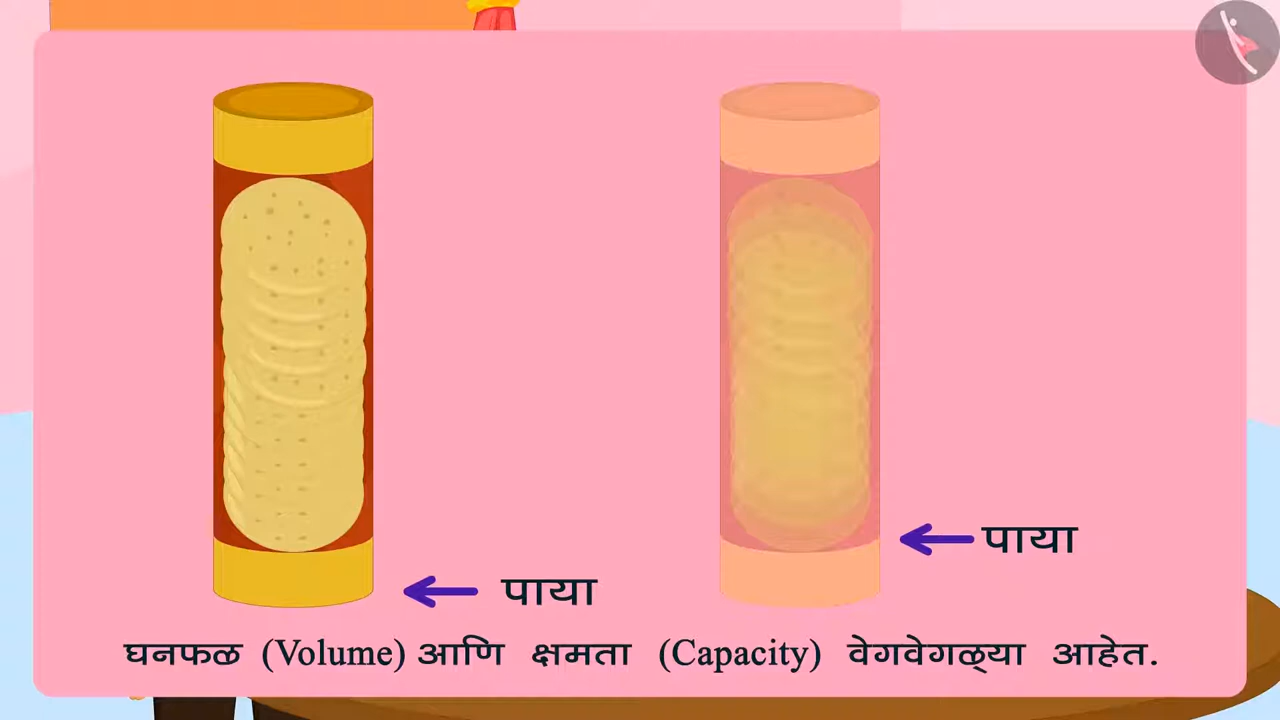 पाया
पाया
घनफळ (Volume) आणि क्षमता (Capacity) वेगवेगळ्या आहेत.